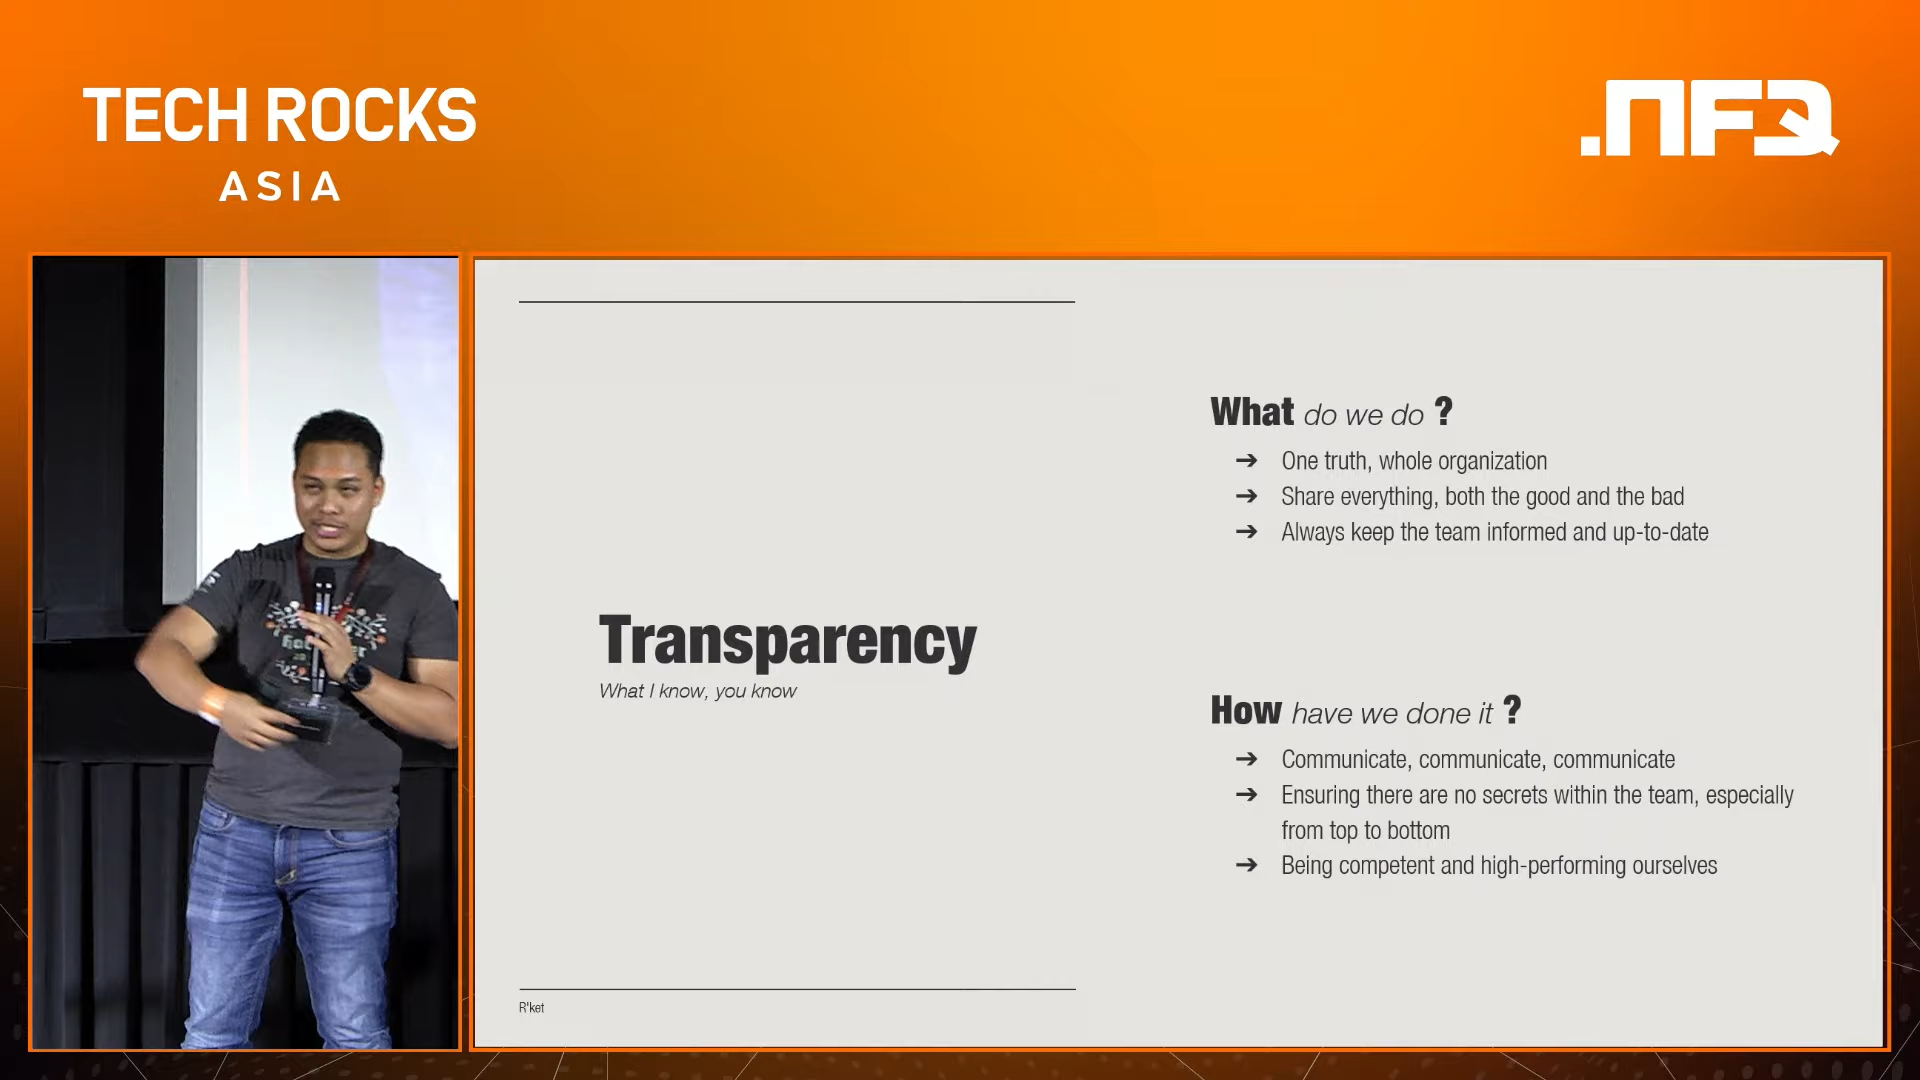 TECH ROCKS
ASIA
.NFQ
Transparency
What I know, you know
R'ket
What do we do ?
➔ One truth, whole organization
➔ Share everything, both the good and the bad
➔ Always keep the team informed and up-to-date
How have we done it ?
➔ Communicate, communicate, communicate
➔ Ensuring there are no secrets within the team, especially
from top to bottom
➔ Being competent and high-performing ourselves